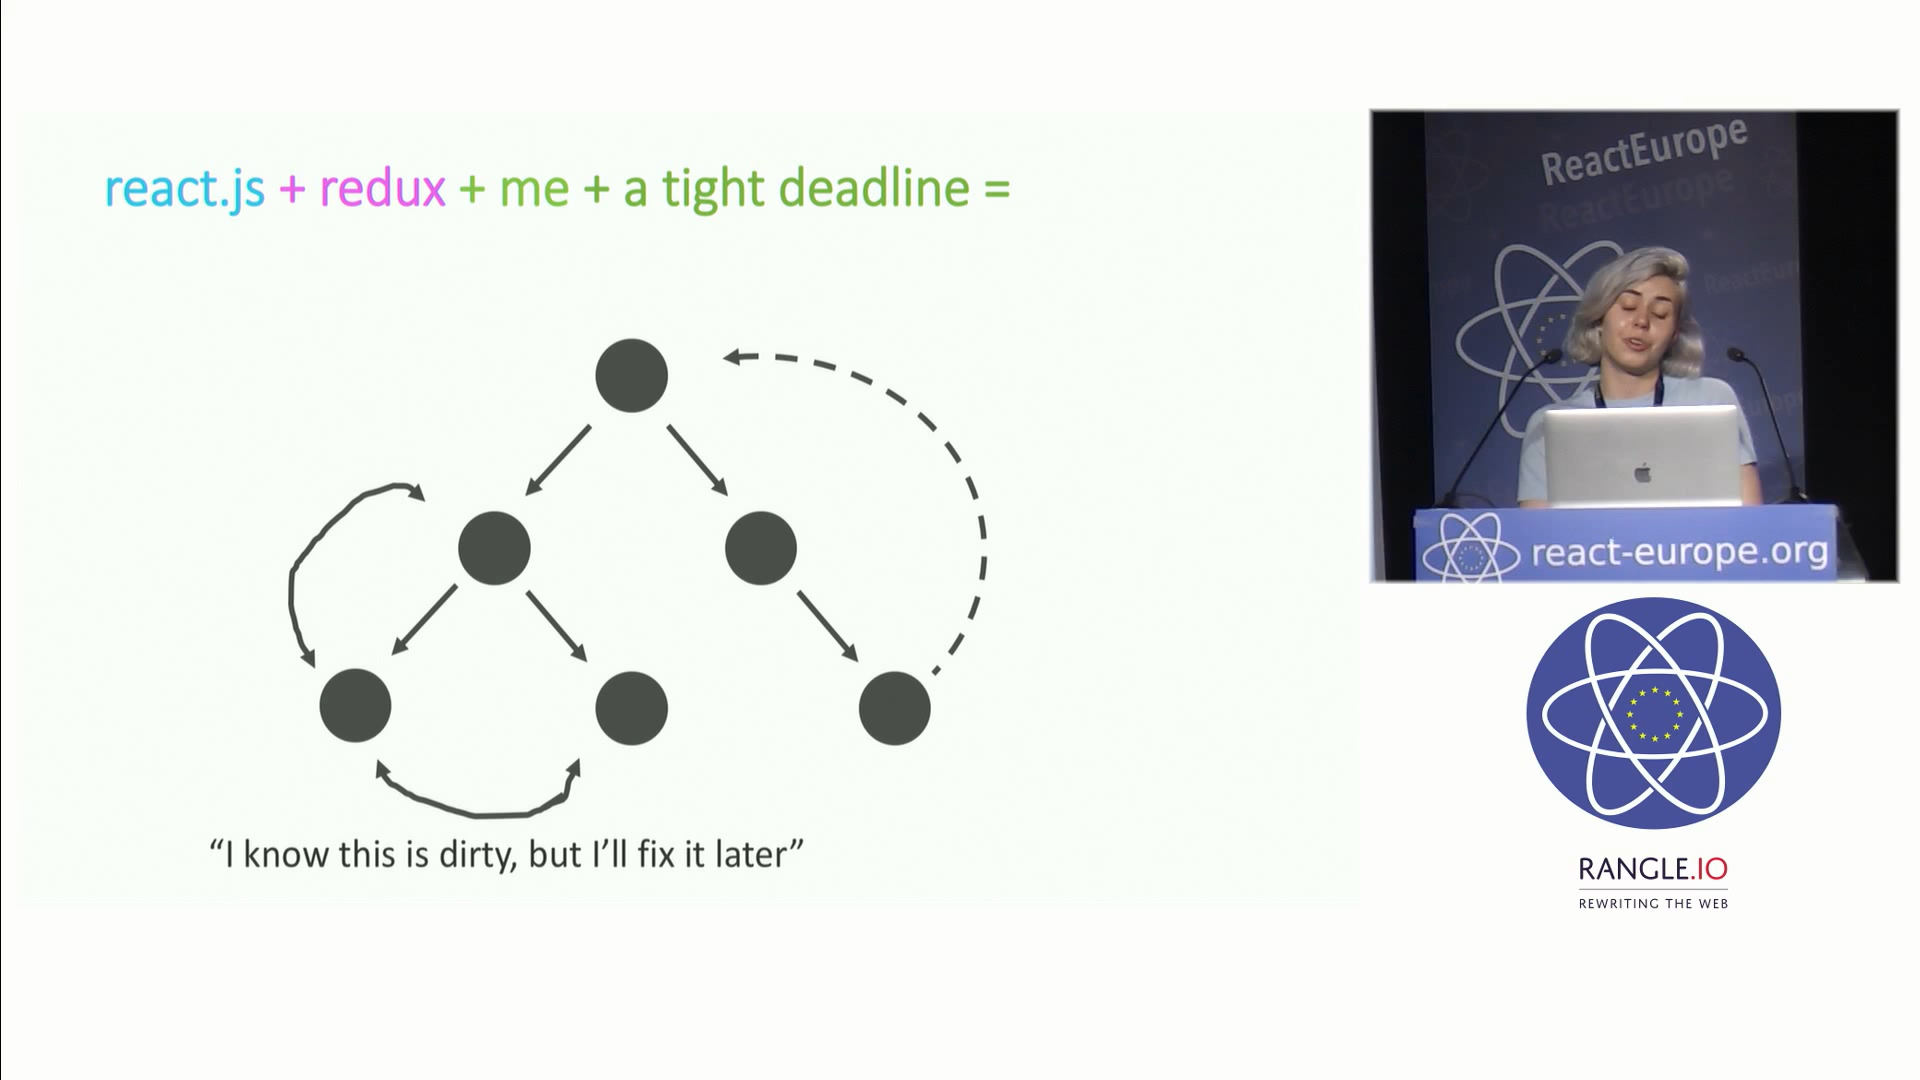 react.js + redux + me + a tight deadline =
“I know this is dirty, but I’ll fix it later”
ReactEurope
ReactEurope
react-europe.org
RANGLE.IO
REWRITING THE WEB